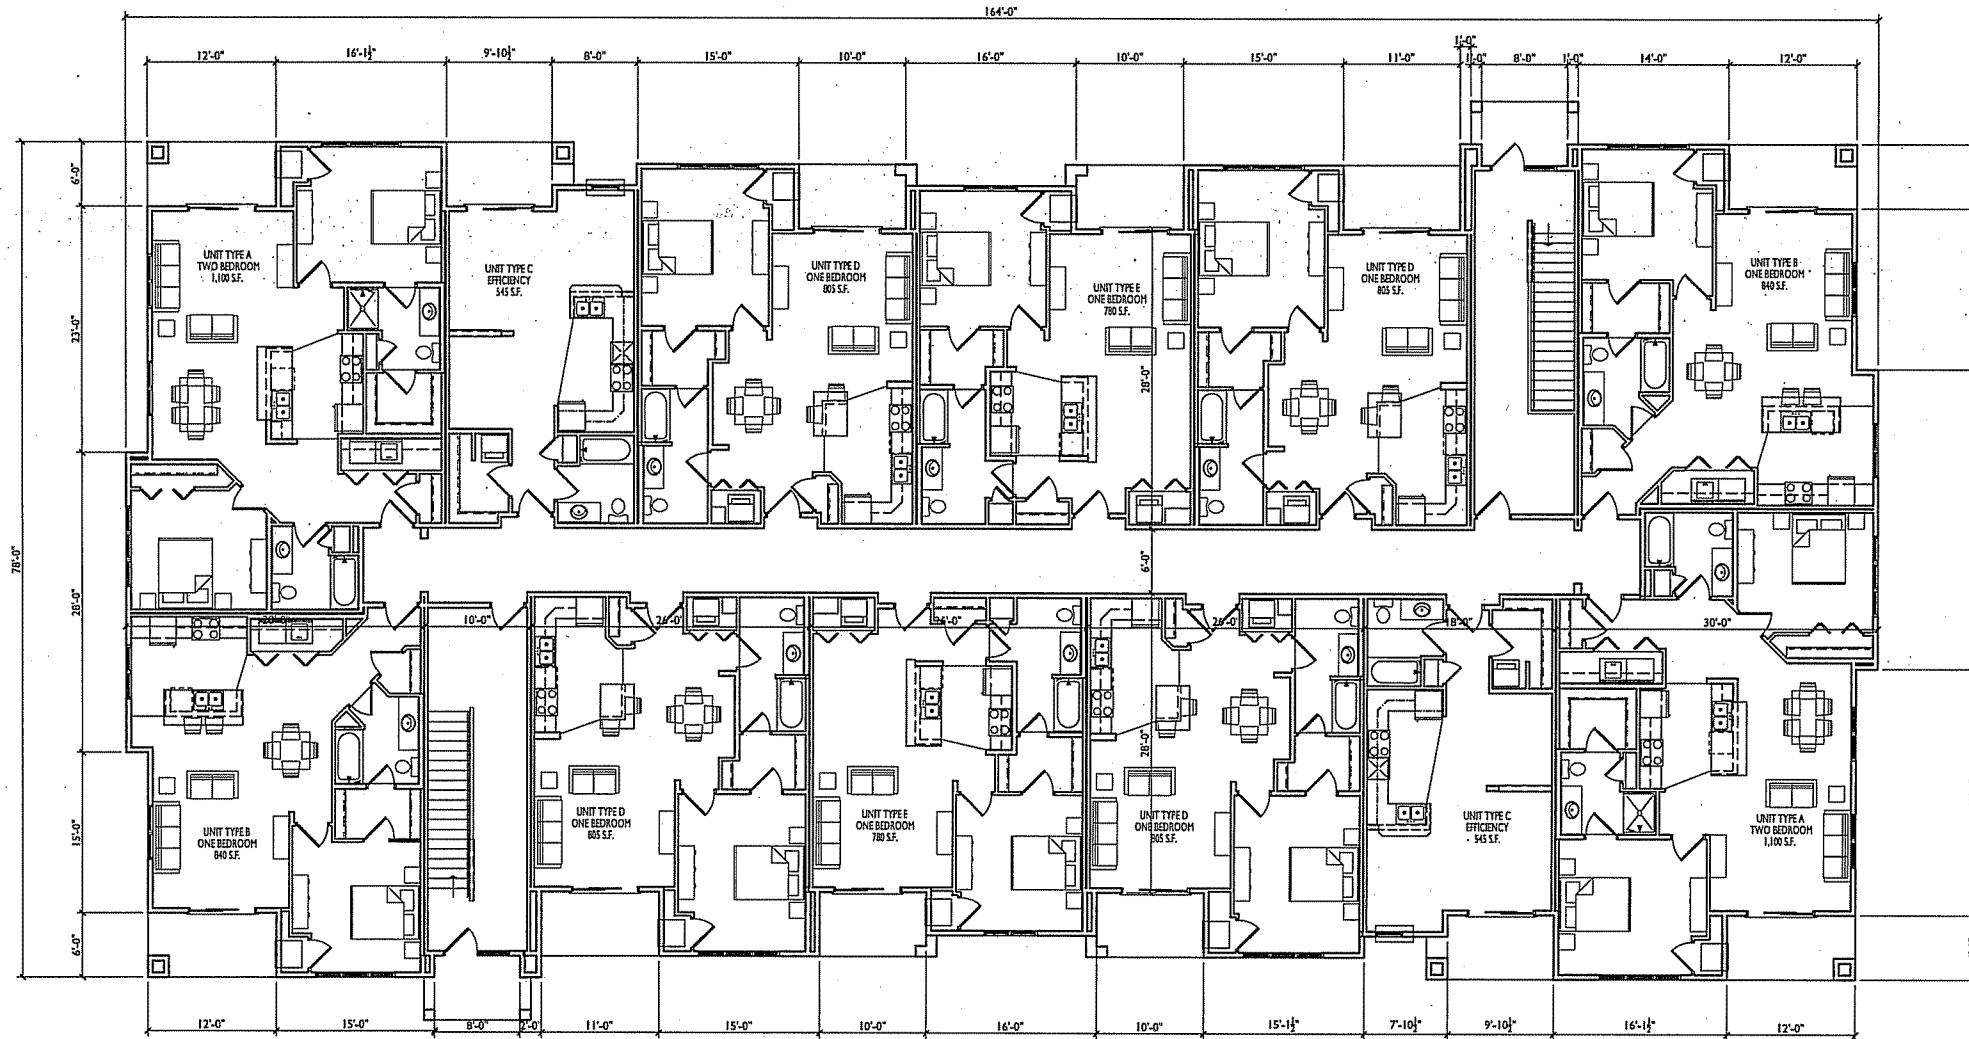 164'-0"
12'-0"
16'-1½"
9'-10½"
8'-0"
15'-0"
10'-0"
16'-0"
10'-0"
15'-0"
11'-0"
1'-0"
1'-0"
8'-0"
1'-0"
14'-0"
12'-0"
6'-0"
23'-0"
78'-0"
28'-0"
15'-0"
6'-0"
UNIT TYPE A
TWO BEDROOM
1,100 S.F.
UNIT TYPE C
EFFICIENCY
545 S.F.
UNIT TYPE D
ONE BEDROOM
805 S.F.
UNIT TYPE E
ONE BEDROOM
780 S.F.
UNIT TYPE D
ONE BEDROOM
805 S.F.
UNIT TYPE B
ONE BEDROOM
840 S.F.
28'-0"
6'-0"
10'-0"
26'-0"
26'-0"
18'-0"
30'-0"
28'-0"
UNIT TYPE B
ONE BEDROOM
840 S.F.
UNIT TYPE D
ONE BEDROOM
805 S.F.
UNIT TYPE E
ONE BEDROOM
780 S.F.
UNIT TYPE D
ONE BEDROOM
805 S.F.
UNIT TYPE C
EFFICIENCY
545 S.F.
UNIT TYPE A
TWO BEDROOM
1,100 S.F.
12'-0"
15'-0"
8'-0"
2'-0"
11'-0"
15'-0"
10'-0"
16'-0"
10'-0"
15'-1½"
7'-10½"
9'-10½"
16'-1½"
12'-0"